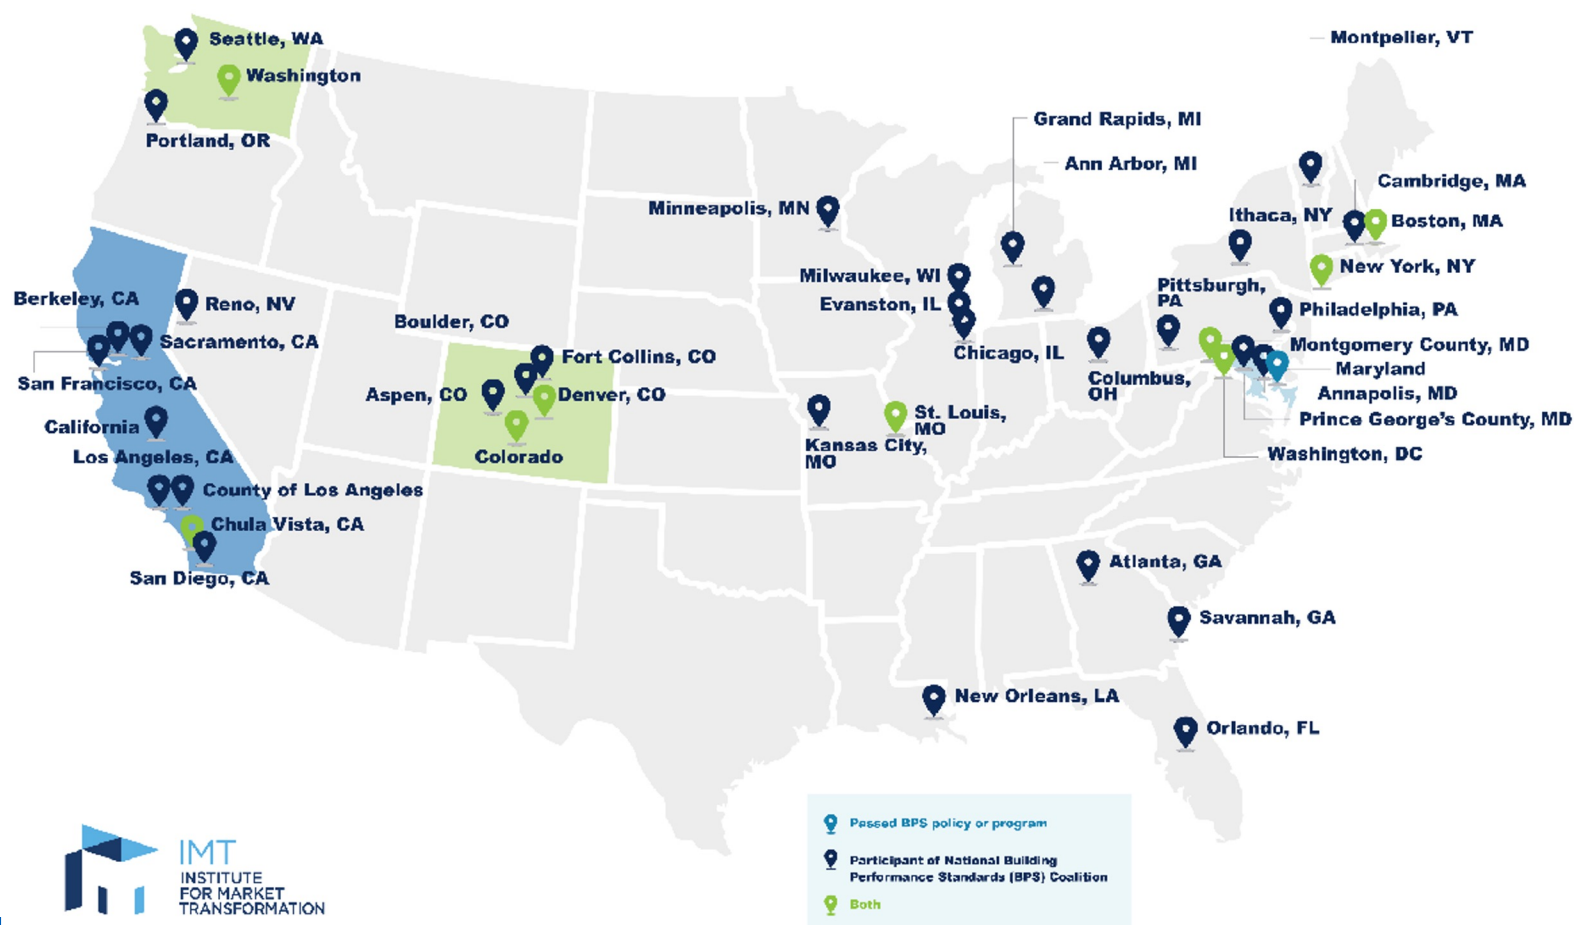 Seattle, WA
Washington
Portland, OR
Montpelier, VT
Grand Rapids, MI
Ann Arbor, MI
Cambridge, MA
Minneapolis, MN
Ithaca, NY
Boston, MA
Milwaukee, WI
New York, NY
Berkeley, CA
Reno, NV
Evanston, IL
Pittsburgh,
PA
Philadelphia, PA
Boulder, CO
Sacramento, CA
Fort Collins, CO
Chicago, IL
Montgomery County, MD
San Francisco, CA
Aspen, CO
Denver, CO
Columbus,
OH
Maryland
Annapolis, MD
California
St. Louis,
MO
Prince George's County, MD
Los Angeles, CA
Colorado
Kansas City,
MO
Washington, DC
County of Los Angeles
Chula Vista, CA
San Diego, CA
Atlanta, GA
Savannah, GA
New Orleans, LA
Orlando, FL
Passed BPS policy or program
Participant of National Building
Performance Standards (BPS) Coalition
Both
IMT
INSTITUTE
FOR MARKET
TRANSFORMATION